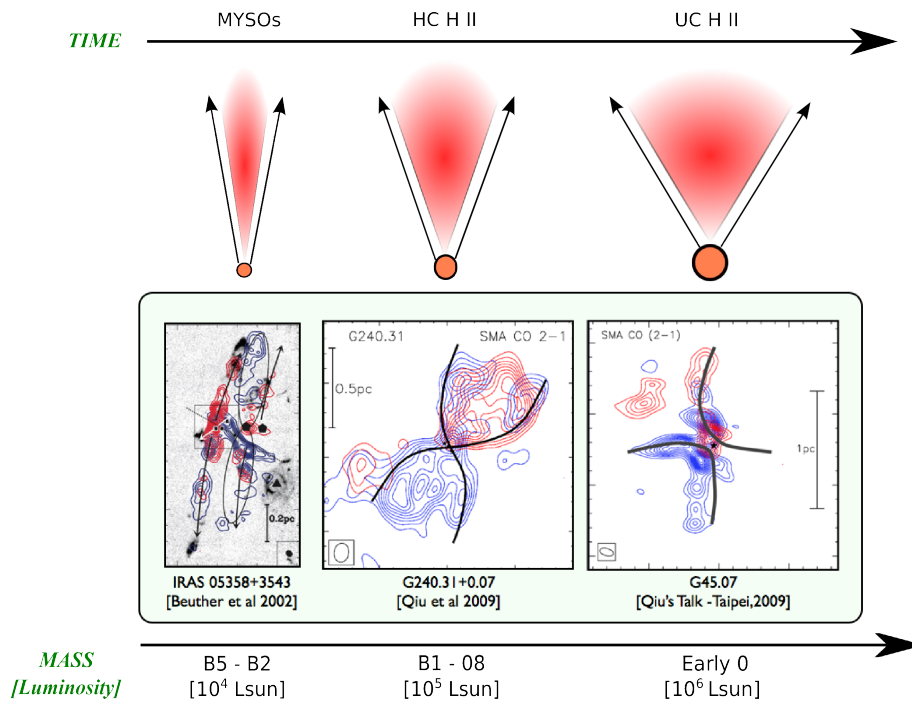 MYSOs HC H II UC H II
TIME
G240.31 SMA CO 2-1
SMA CO (2-1)
0.5pc
1pc
0.2pc
IRAS 05358+3543
[Beuther et al 2002]
G240.31+0.07
[Qiu et al 2009]
G45.07
[Qiu's Talk -Taipei,2009]
MASS
[Luminosity]
B5 - B2
[10⁴ Lsun]
B1 - 08
[10⁵ Lsun]
Early 0
[10⁶ Lsun]